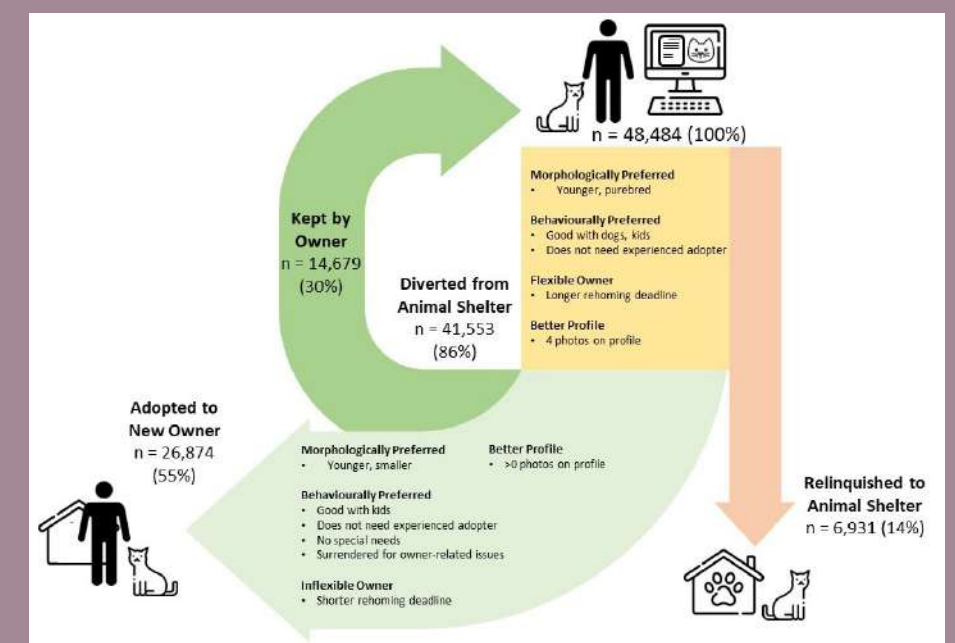 n = 48,484 (100%)
Morphologically Preferred
• Younger, purebred
Behaviourally Preferred
• Good with dogs, kids
• Does not need experienced adopter
Flexible Owner
• Longer rehoming deadline
Better Profile
• 4 photos on profile
Kept by
Owner
n = 14,679
(30%)
Diverted from
Animal Shelter
n = 41,553
(86%)
Adopted to
New Owner
n = 26,874
(55%)
Morphologically Preferred
• Younger, smaller
Behaviourally Preferred
• Good with kids
• Does not need experienced adopter
• No special needs
• Surrendered for owner-related issues
Inflexible Owner
• Shorter rehoming deadline
Better Profile
• >0 photos on profile
Relinquished to
Animal Shelter
n = 6,931 (14%)